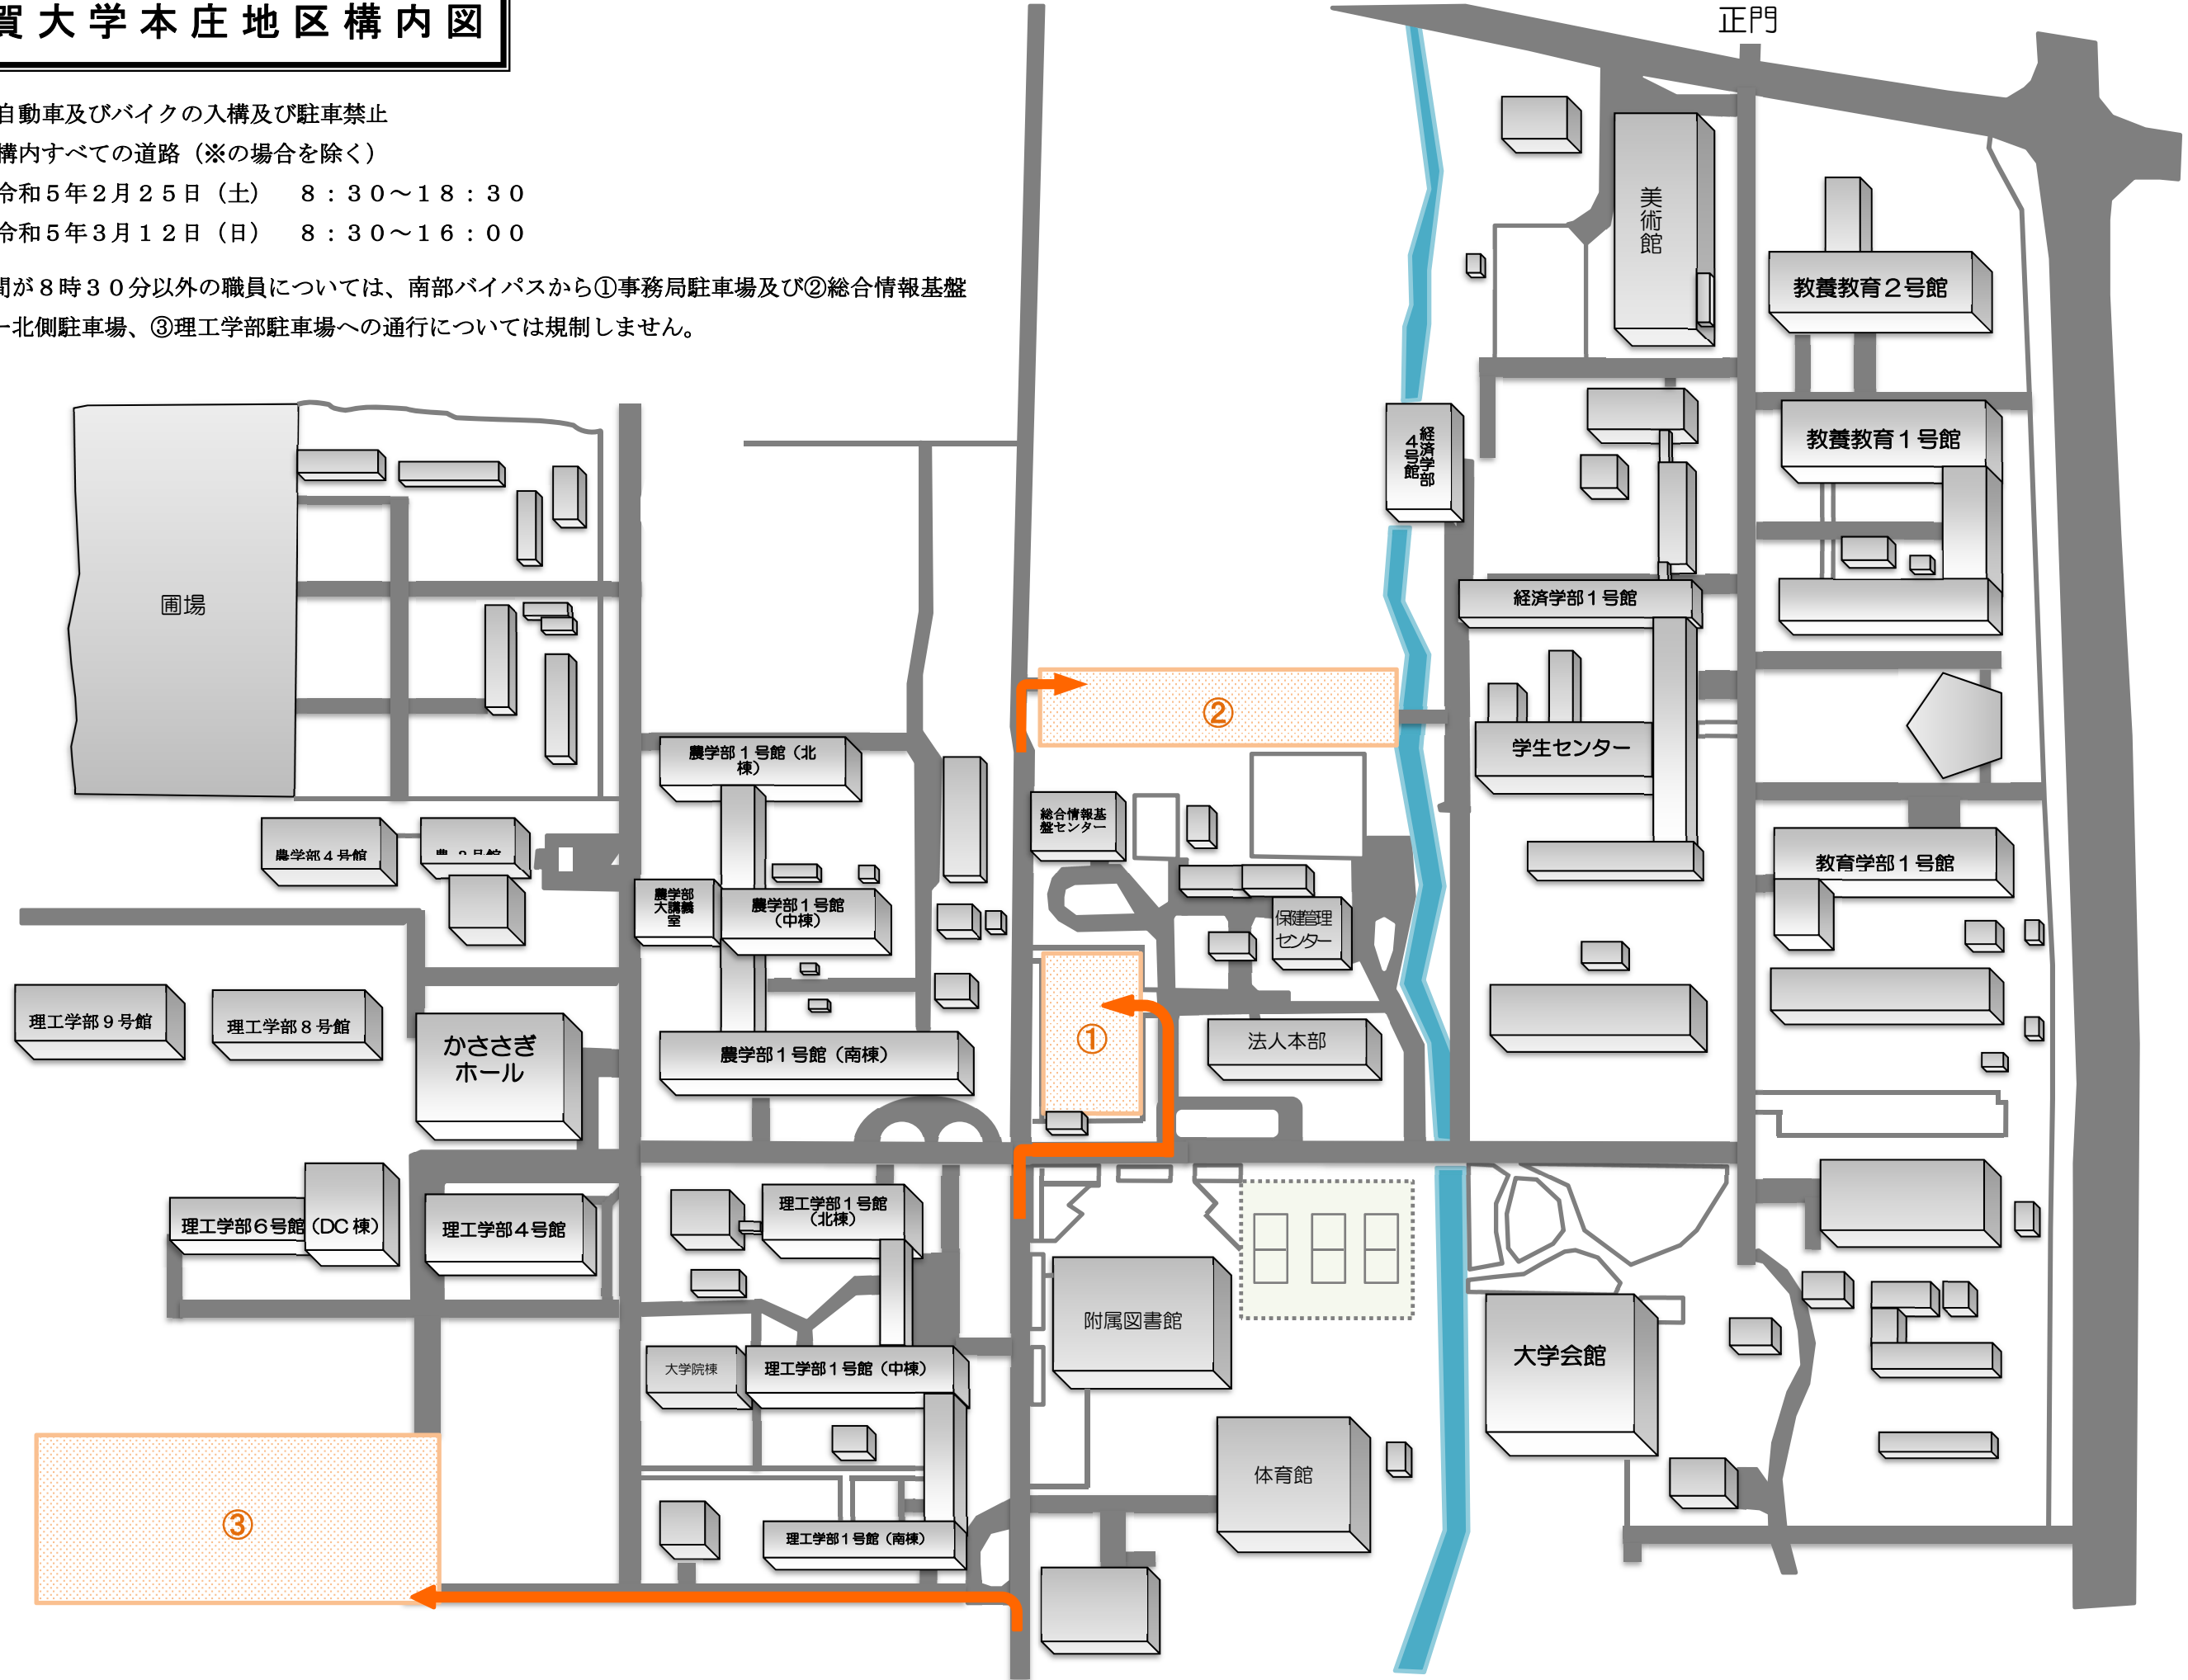 賀大学本庄地区構内図
正門
自動車及びバイクの入構及び駐車禁止
構内すべての道路（※の場合を除く）
令和５年２月２５日（土）　８：３０～１８：３０
令和５年３月１２日（日）　８：３０～１６：００
間が８時３０分以外の職員については、南部バイパスから①事務局駐車場及び②総合情報基盤
ー北側駐車場、③理工学部駐車場への通行については規制しません。
美術館
教養教育２号館
経済学部
４号館
教養教育１号館
圃場
経済学部１号館
②
学生センター
農学部１号館（北
棟）
総合情報基
盤センター
農学部４号館
教育学部１号館
農学部
大講義
室
農学部１号館
（中棟）
保健管理
センター
理工学部９号館
理工学部８号館
かささぎ
ホール
農学部１号館（南棟）
①
法人本部
理工学部６号館
（DC 棟）
理工学部４号館
理工学部１号館
（北棟）
附属図書館
大学会館
大学院棟
理工学部１号館（中棟）
体育館
③
理工学部１号館（南棟）